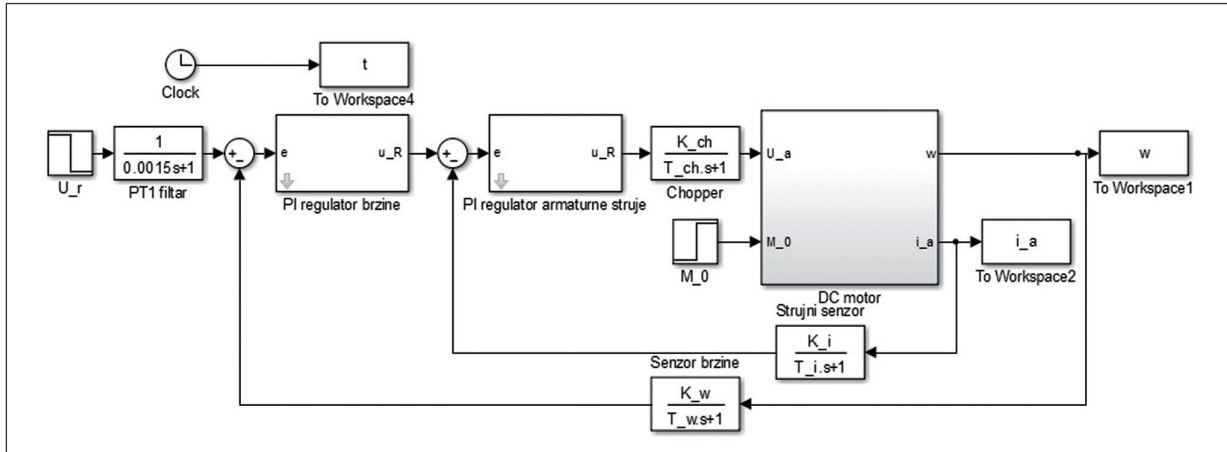 t
Clock
To Workspace4
U_r
1
0.0015s+1
PT1 filtar
+
-
e
u_R
PI regulator brzine
+
-
e
u_R
PI regulator armaturne struje
K_ch
T_ch.s+1
Chopper
U_a
w
M_0
i_a
DC motor
M_0
w
To Workspace1
i_a
To Workspace2
Strujni senzor
K_i
T_i.s+1
Senzor brzine
K_w
T_w.s+1